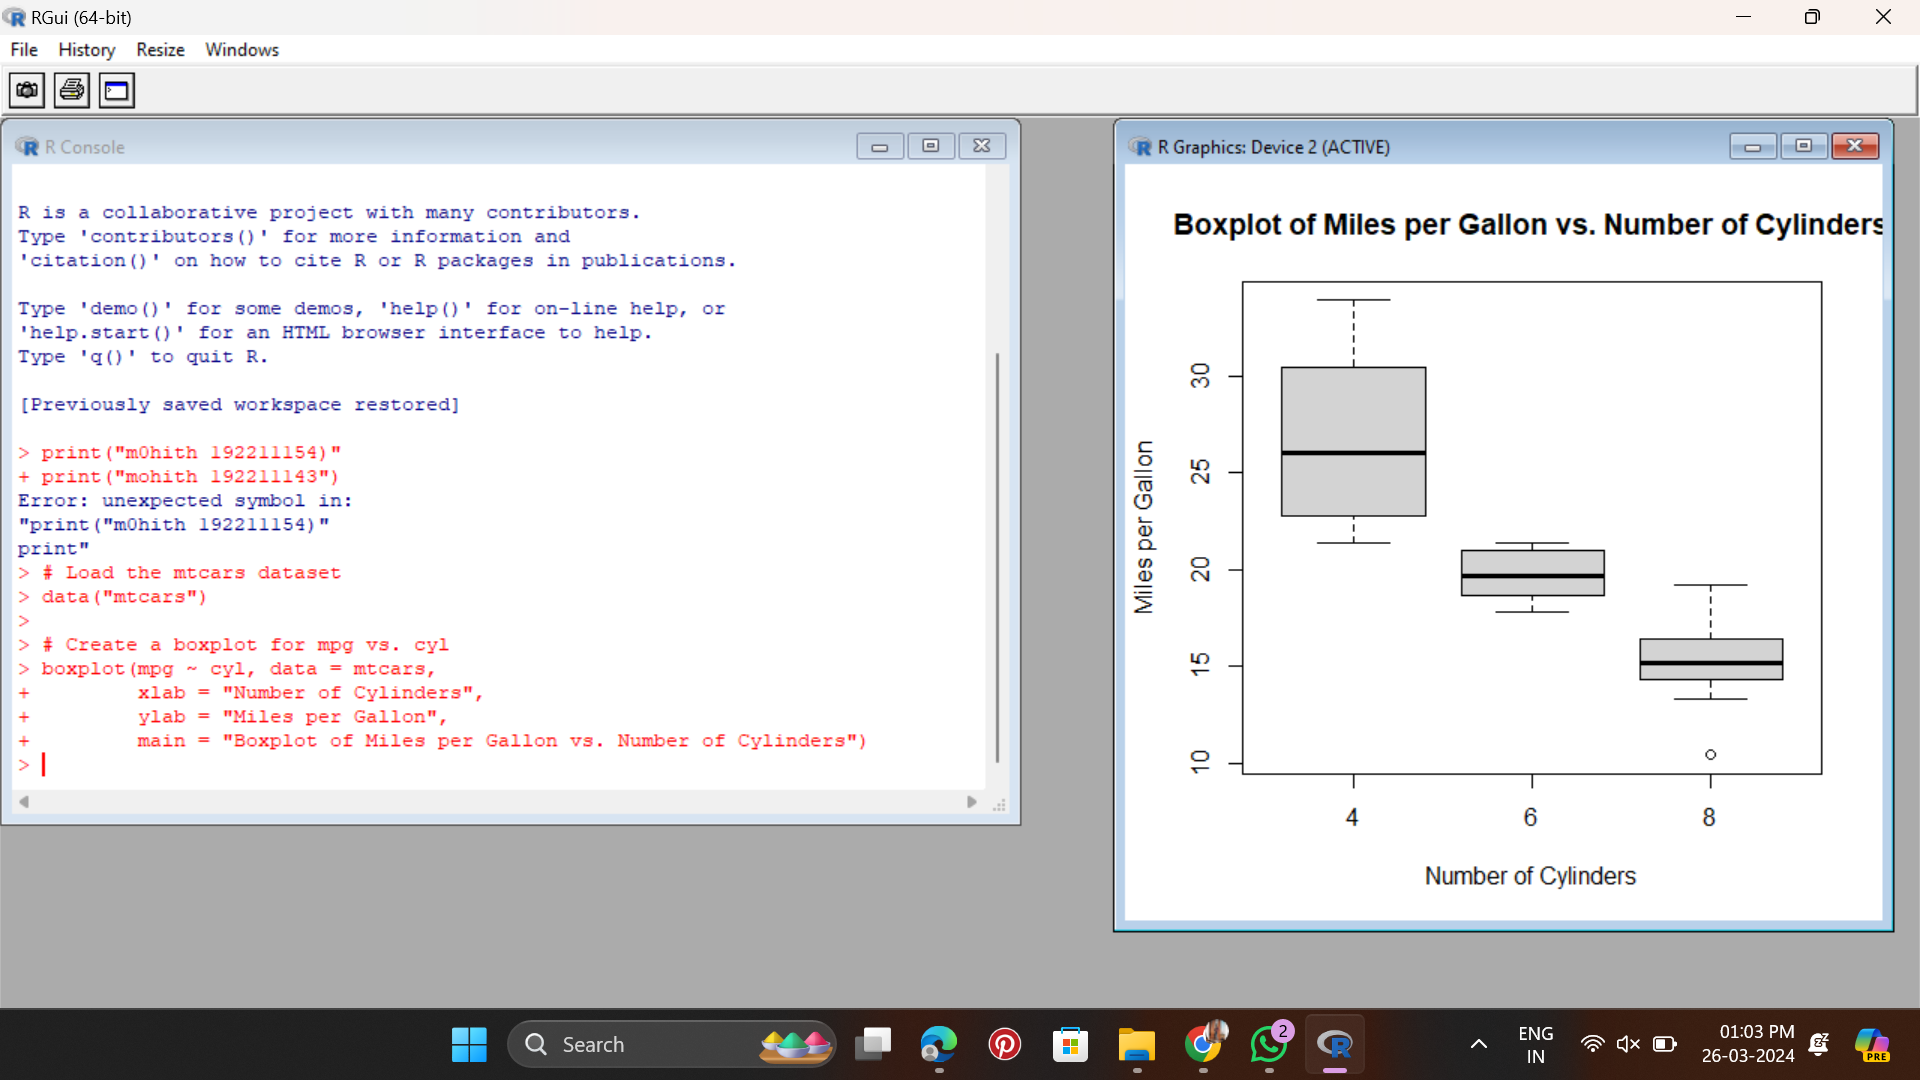 RGui (64-bit)
File History Resize Windows
R Console
R is a collaborative project with many contributors.
Type 'contributors()' for more information and
'citation()' on how to cite R or R packages in publications.
Type 'demo()' for some demos, 'help()' for on-line help, or
'help.start()' for an HTML browser interface to help.
Type 'q()' to quit R.
[Previously saved workspace restored]
> print("m0hith 192211154)"
+ print("mohith 192211143")
Error: unexpected symbol in:
"print("m0hith 192211154)"
print"
> # Load the mtcars dataset
> data("mtcars")
>
> # Create a boxplot for mpg vs. cyl
> boxplot(mpg ~ cyl, data = mtcars,
+ xlab = "Number of Cylinders",
+ ylab = "Miles per Gallon",
+ main = "Boxplot of Miles per Gallon vs. Number of Cylinders")
>
R Graphics: Device 2 (ACTIVE)
Boxplot of Miles per Gallon vs. Number of Cylinders
Miles per Gallon
30
25
20
15
10
4 6 8
Number of Cylinders
Search
2
ENG
IN
01:03 PM
26-03-2024
PRE